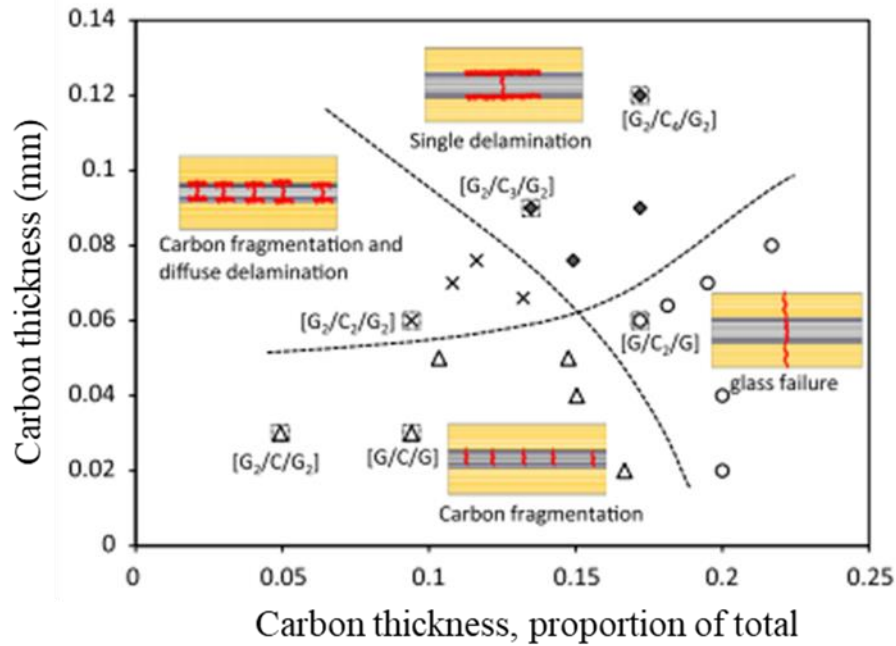 0.14
0.12
0.1
0.08
0.06
0.04
0.02
0
Carbon thickness (mm)
Single delamination
[G₂/C₄/G₂]
[G₂/C₃/G₂]
Carbon fragmentation and
diffuse delamination
[G₂/C₂/G₂]
[G/C₂/G]
glass failure
[G₂/C/G₂]
[G/C/G]
Carbon fragmentation
0
0.05
0.1
0.15
0.2
0.25
Carbon thickness, proportion of total